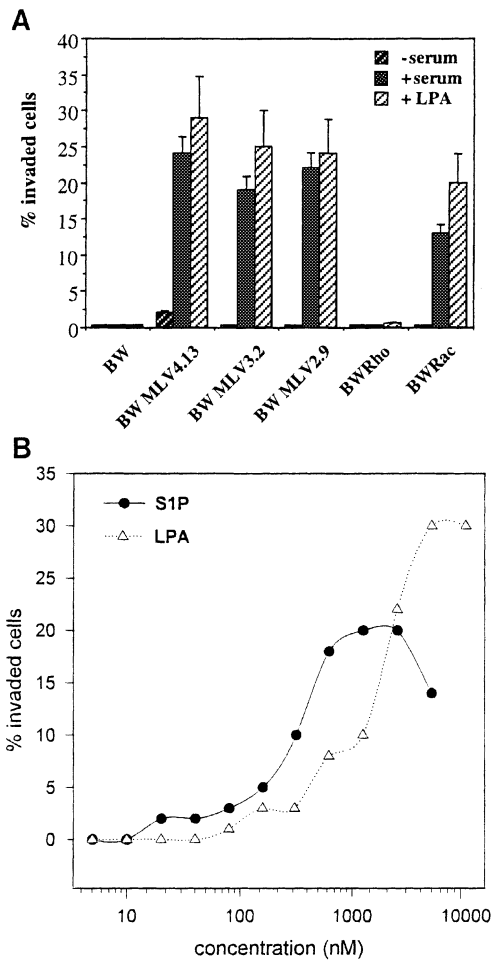 A
40
35
30
25
20
15
10
5
0
% invaded cells
-serum
+serum
+ LPA
BW
BW MLV4.13
BW MLV3.2
BW MLV2.9
BWRho
BWRac
B
35
30
25
20
15
10
5
0
% invaded cells
S1P
LPA
10
100
1000
10000
concentration (nM)